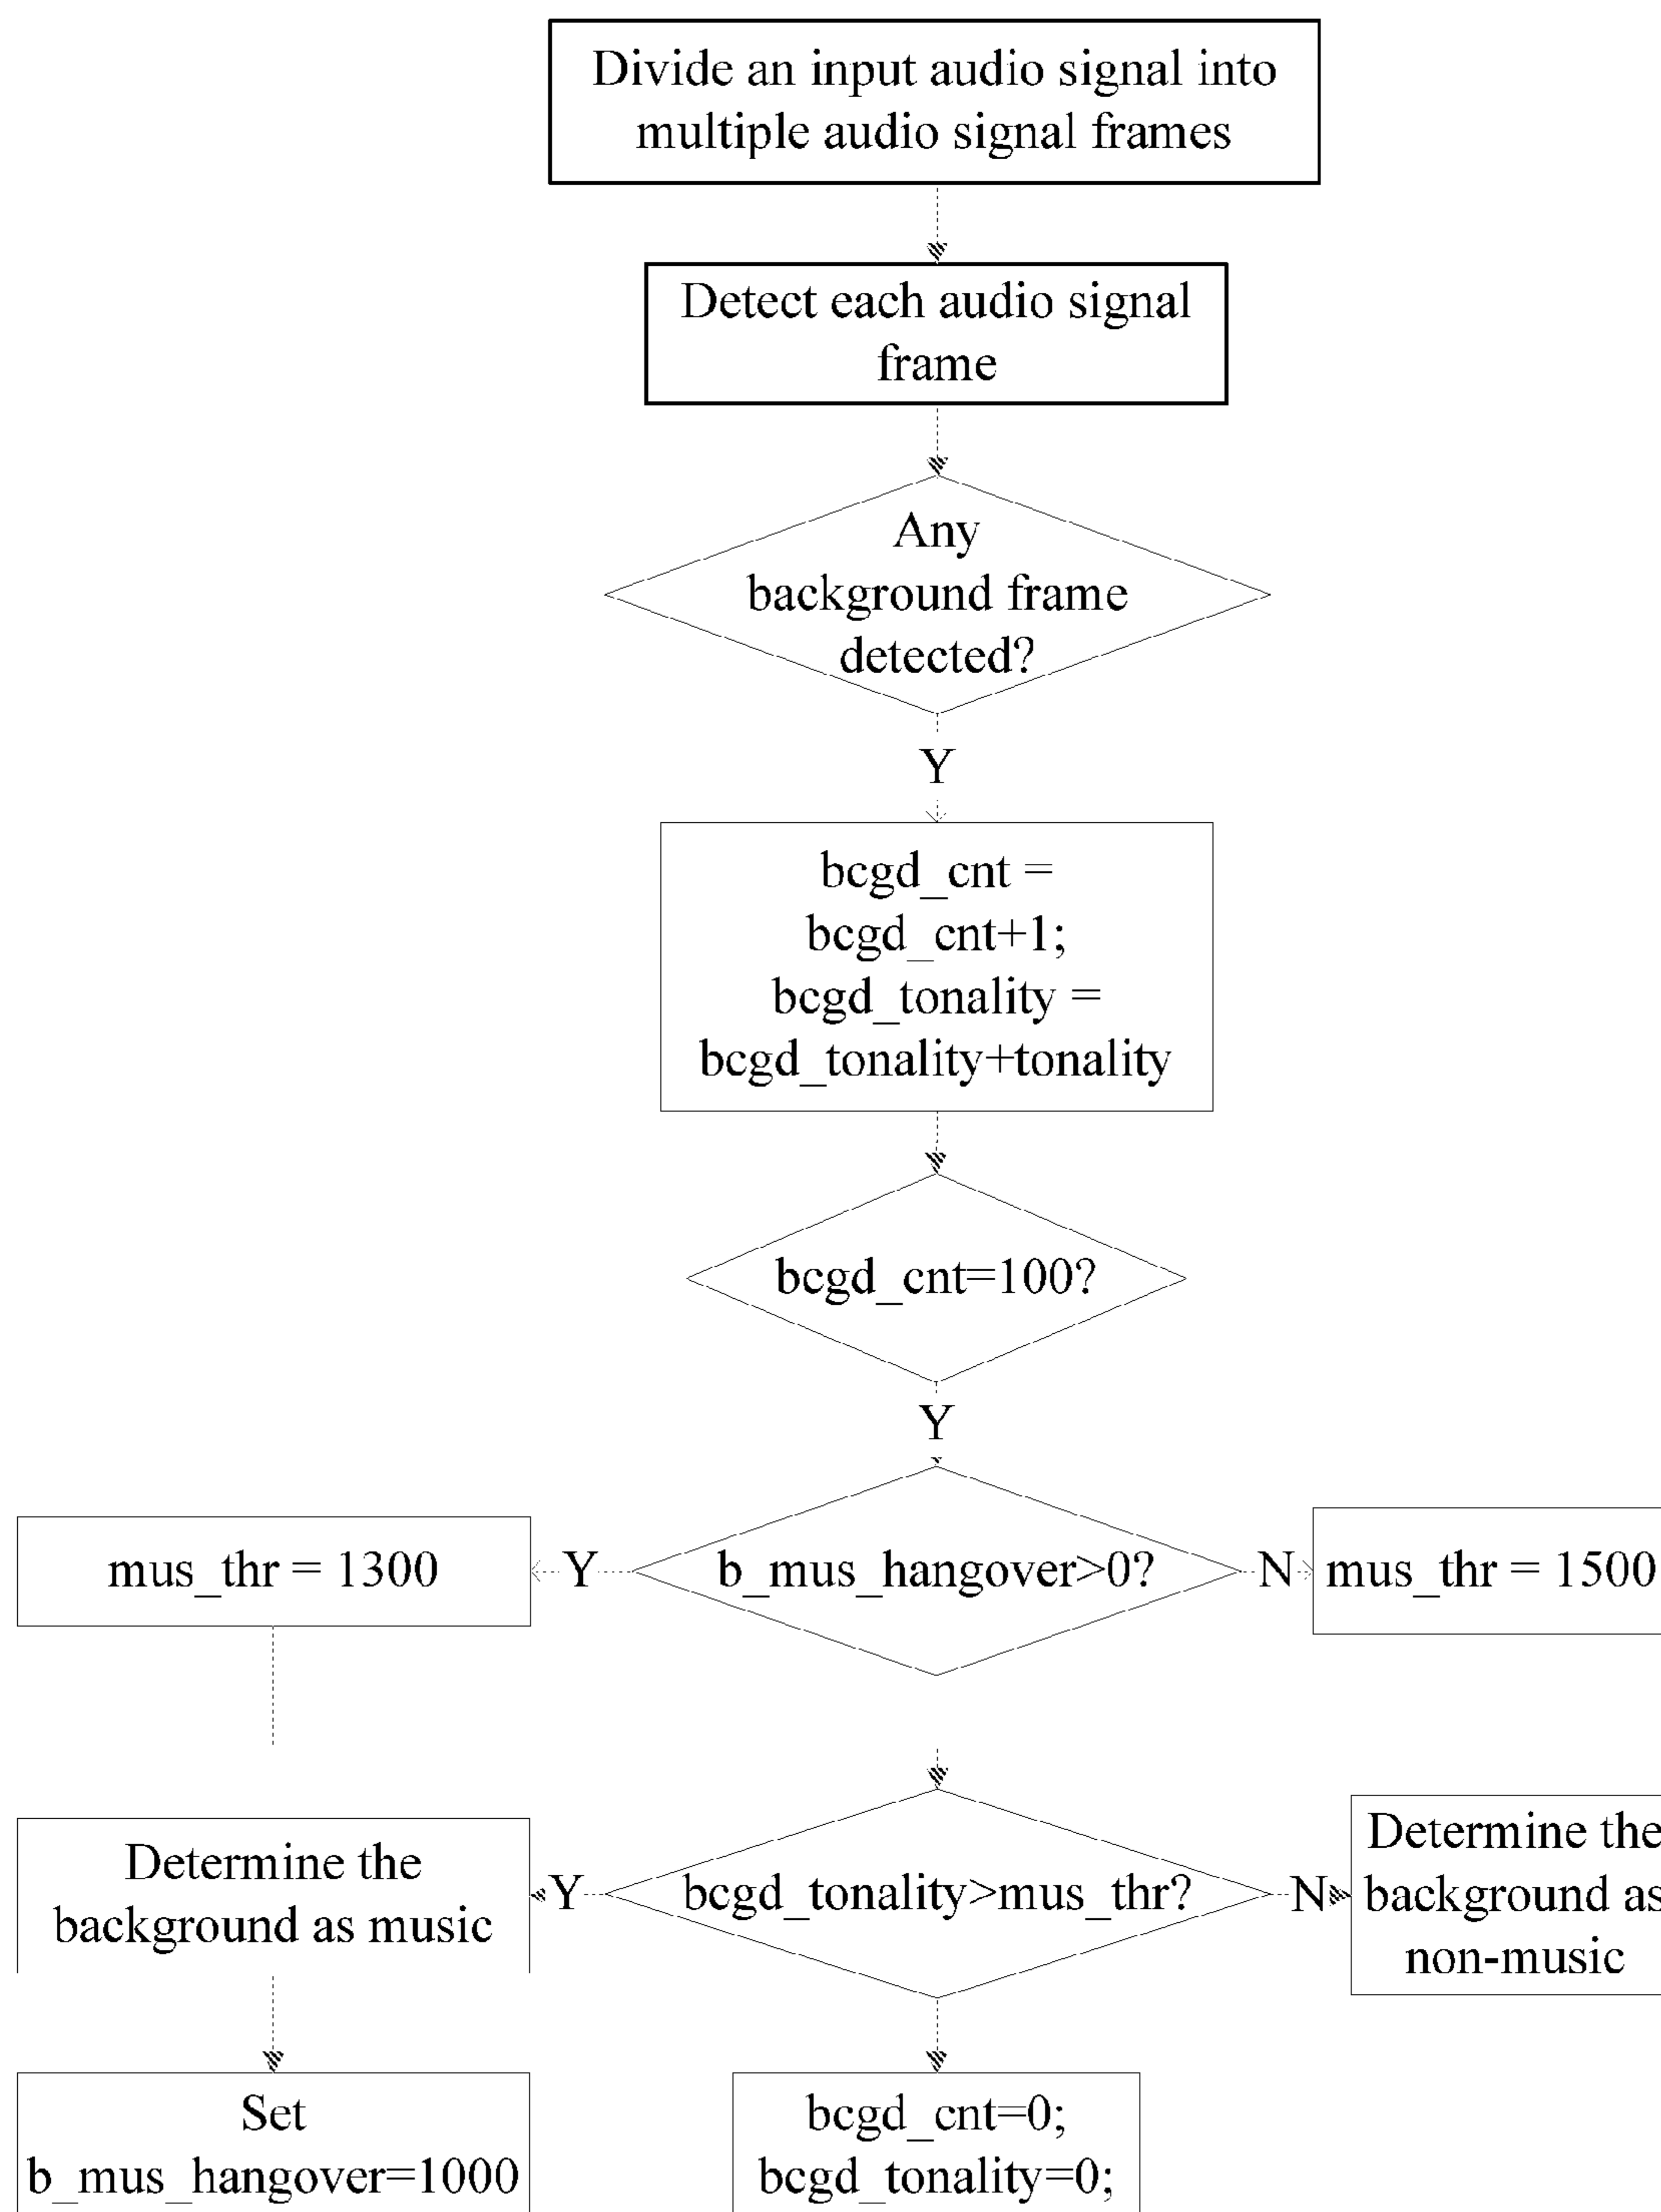 Divide an input audio signal into
multiple audio signal frames
Detect each audio signal
frame
Any
background frame
detected?
Y
bcgd_cnt =
bcgd_cnt+1;
bcgd_tonality =
bcgd_tonality+tonality
bcgd_cnt=100?
Y
mus_thr = 1300
Y
b_mus_hangover>0?
N
mus_thr = 1500
Determine the
background as music
Y
bcgd_tonality>mus_thr?
N
Determine the
background as
non-music
Set
b_mus_hangover=1000
bcgd_cnt=0;
bcgd_tonality=0;